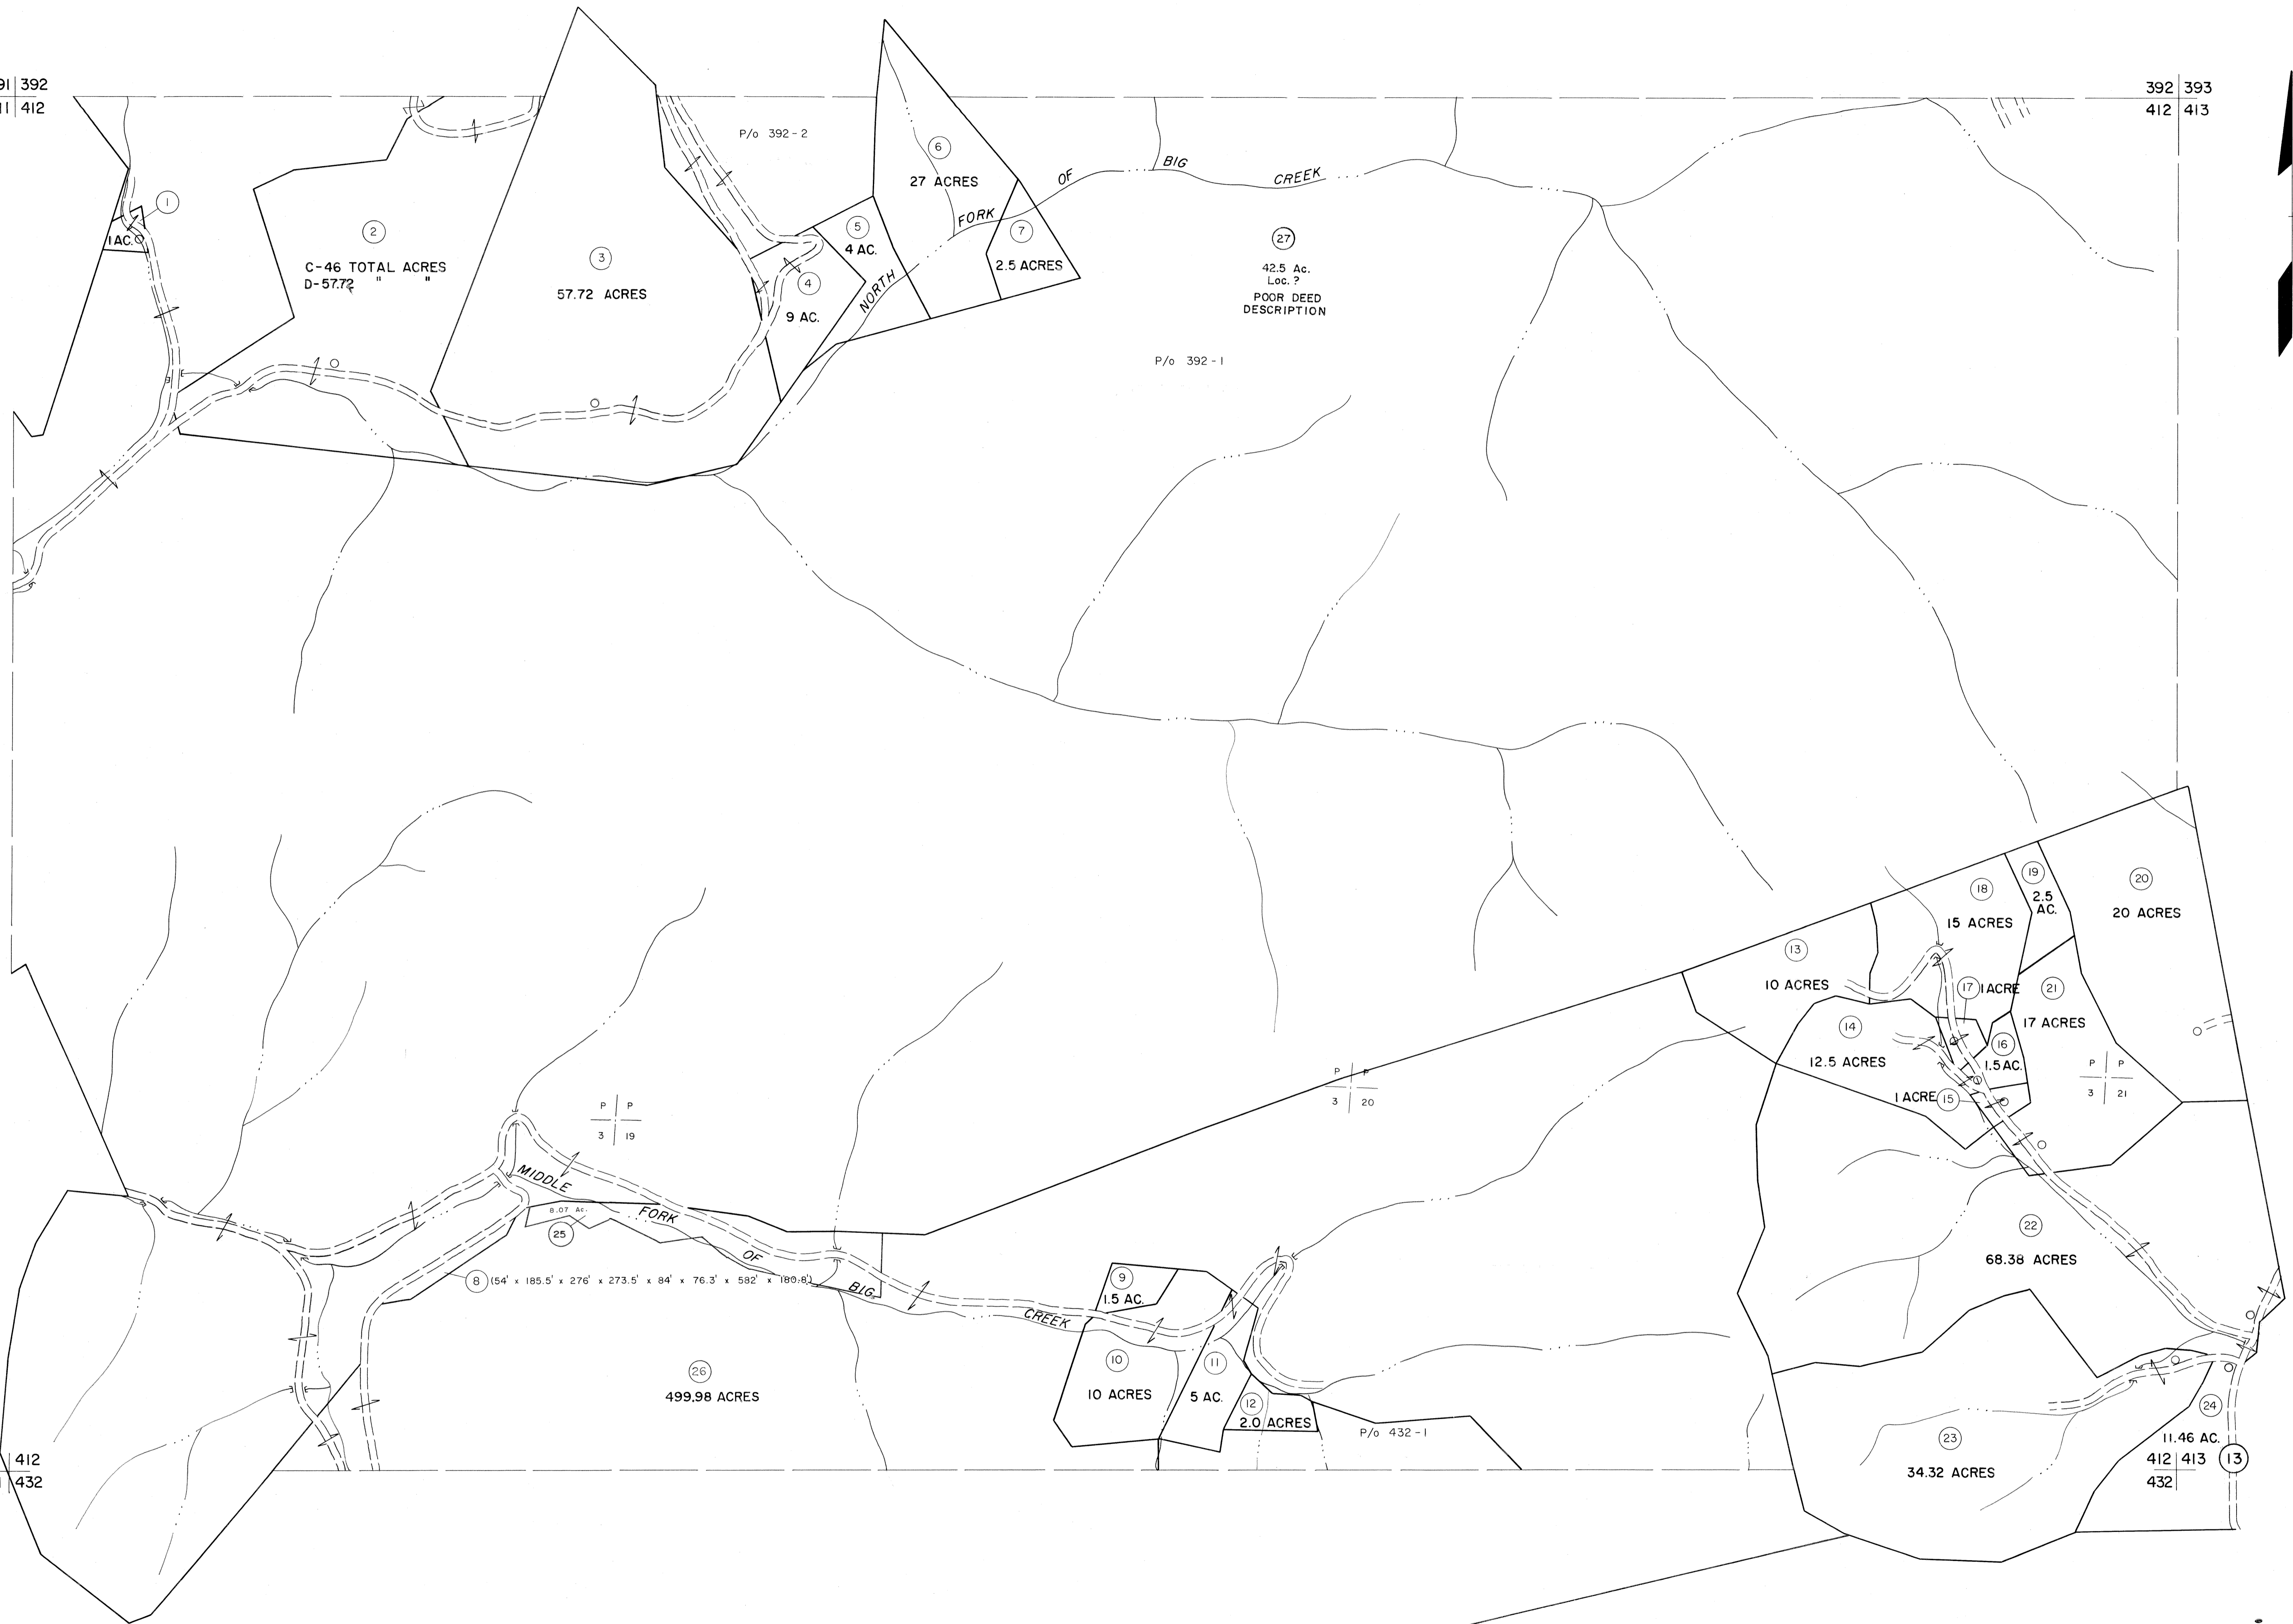 91 392
11 412
392 393
412 413
P/o 392-2
1
1 AC.
2
C-46 TOTAL ACRES
D-57.72 " "
3
57.72 ACRES
4
9 AC.
5
4 AC.
6
27 ACRES
7
2.5 ACRES
NORTH FORK OF BIG CREEK
27
42.5 Ac.
Loc. ?
POOR DEED
DESCRIPTION
P/o 392-1
18
15 ACRES
19
2.5
AC.
20
20 ACRES
13
10 ACRES
17 1 ACRE
21
17 ACRES
14
12.5 ACRES
16
1.5 AC.
1 ACRE 15
P P
3 19
P P
3 20
P P
3 21
MIDDLE FORK OF BIG CREEK
8.07 Ac.
25
8 (54' x 185.5' x 276' x 273.5' x 84' x 76.3' x 582' x 180.8')
22
68.38 ACRES
9
1.5 AC.
10
10 ACRES
11
5 AC.
12
2.0 ACRES
P/o 432-1
26
499.98 ACRES
23
34.32 ACRES
24
11.46 AC.
412
432
412 413
432
13